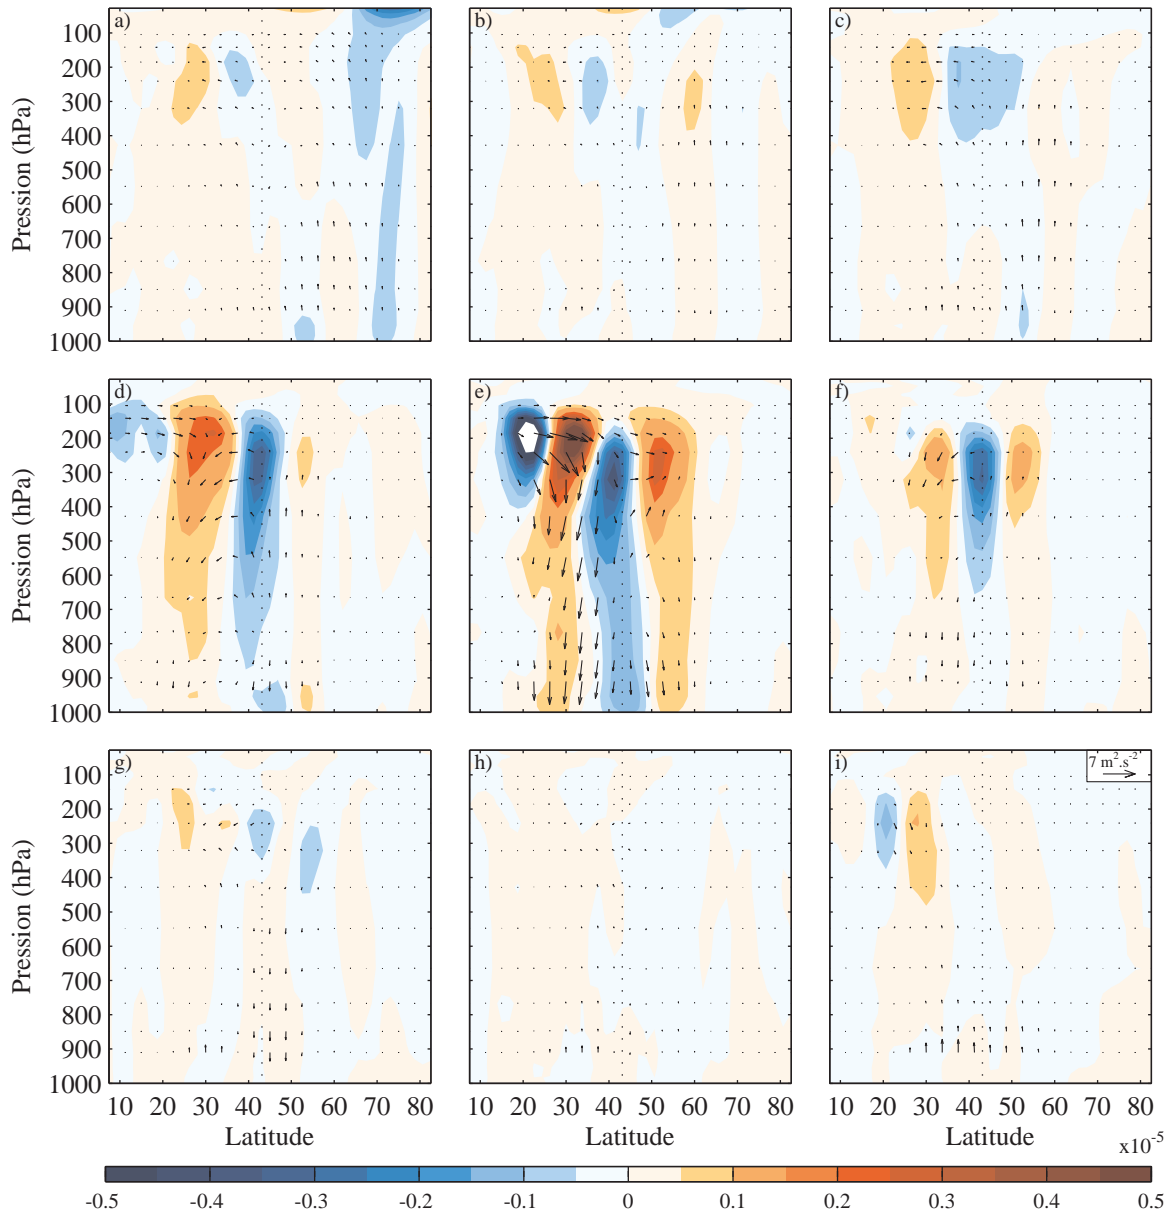 a)
b)
c)
100
200
300
400
500
600
700
800
900
1000
Pression (hPa)
d)
e)
f)
100
200
300
400
500
600
700
800
900
1000
Pression (hPa)
g)
h)
i)
7 m².s⁻²
100
200
300
400
500
600
700
800
900
1000
Pression (hPa)
10 20 30 40 50 60 70 80
10 20 30 40 50 60 70 80
10 20 30 40 50 60 70 80
Latitude
Latitude
Latitude
x10⁻⁵
-0.5 -0.4 -0.3 -0.2 -0.1 0 0.1 0.2 0.3 0.4 0.5